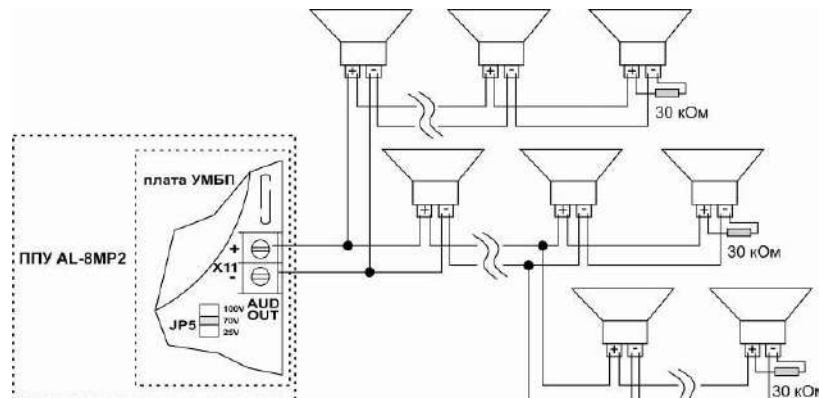 + - + - + -
30 кОм
плата УМБП
+ - + - + -
+
ППУ AL-8MP2
X11
-
30 кОм
AUD
OUT
100V
JP5 70V
25V
+ - + -
30 кОм